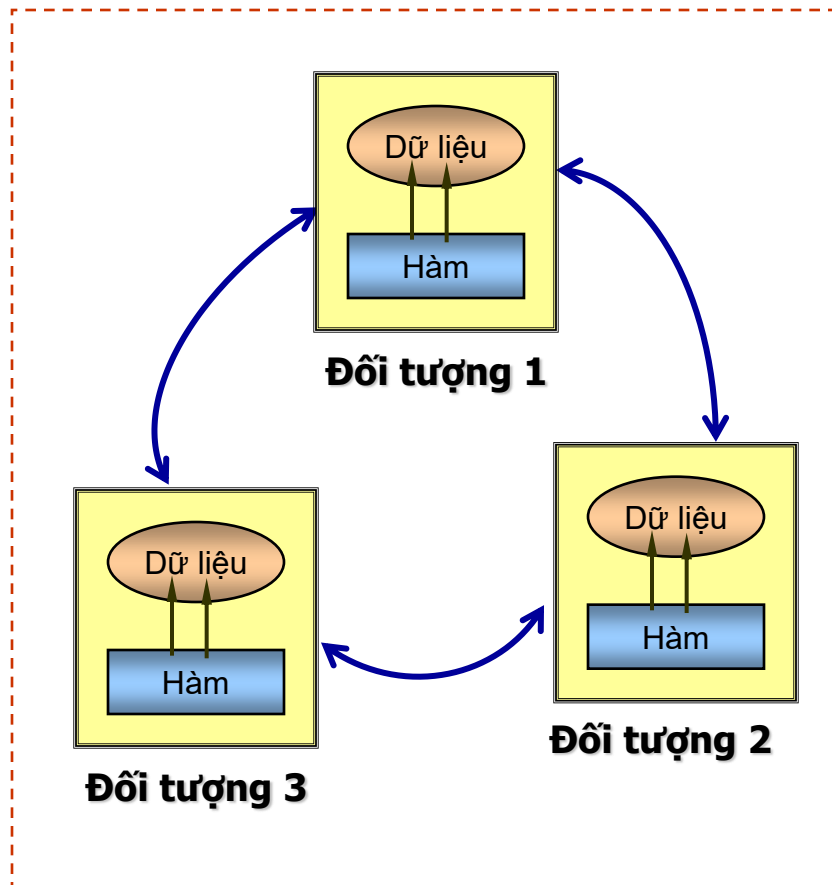 Dữ liệu
Hàm
Đối tượng 1
Dữ liệu
Hàm
Đối tượng 2
Dữ liệu
Hàm
Đối tượng 3